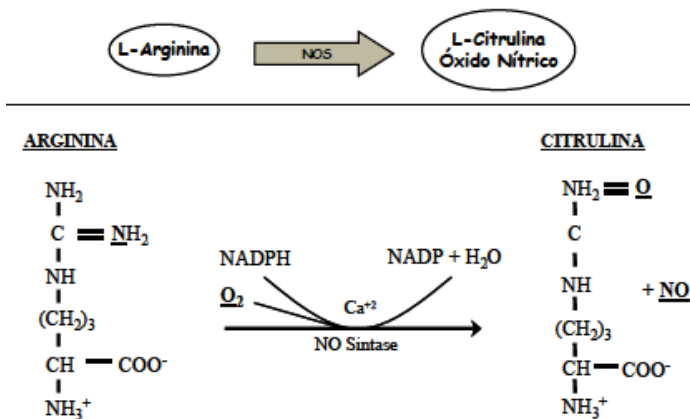 L-Arginina
NOS
L-Citrulina
Óxido Nítrico
ARGININA
NH₂
C = NH₂
NH
(CH₂)₃
CH — COO⁻
NH₃⁺
NADPH
O₂
NADP + H₂O
Ca⁺²
NO Sintase
CITRULINA
NH₂ = O
C
NH
+ NO
(CH₂)₃
CH — COO⁻
NH₃⁺